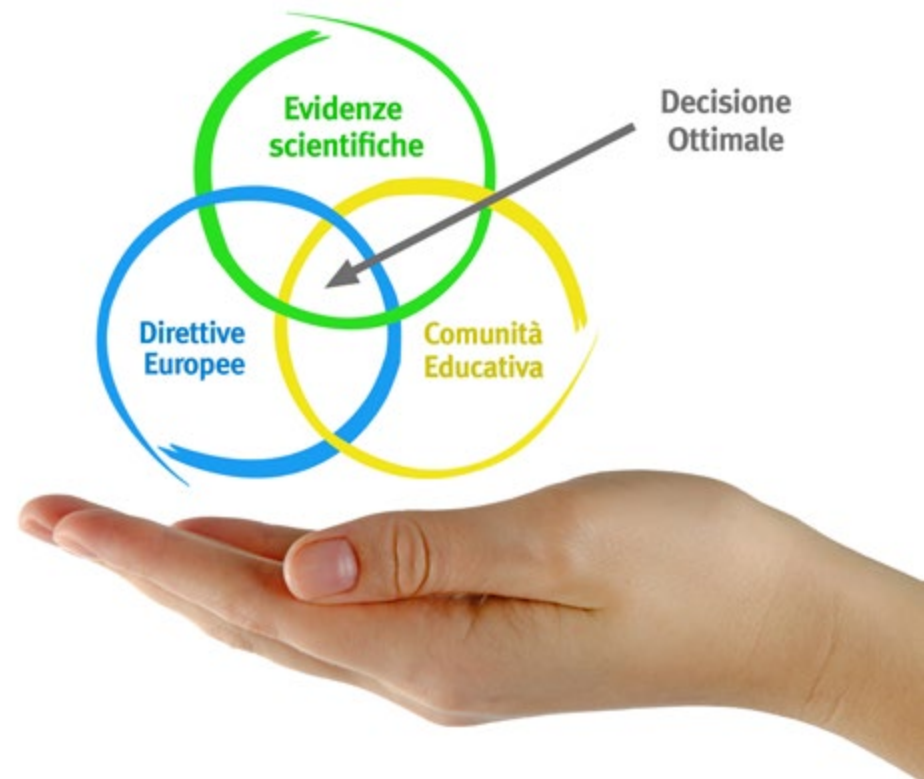 Evidenze
scientifiche
Decisione
Ottimale
Direttive
Europee
Comunità
Educativa